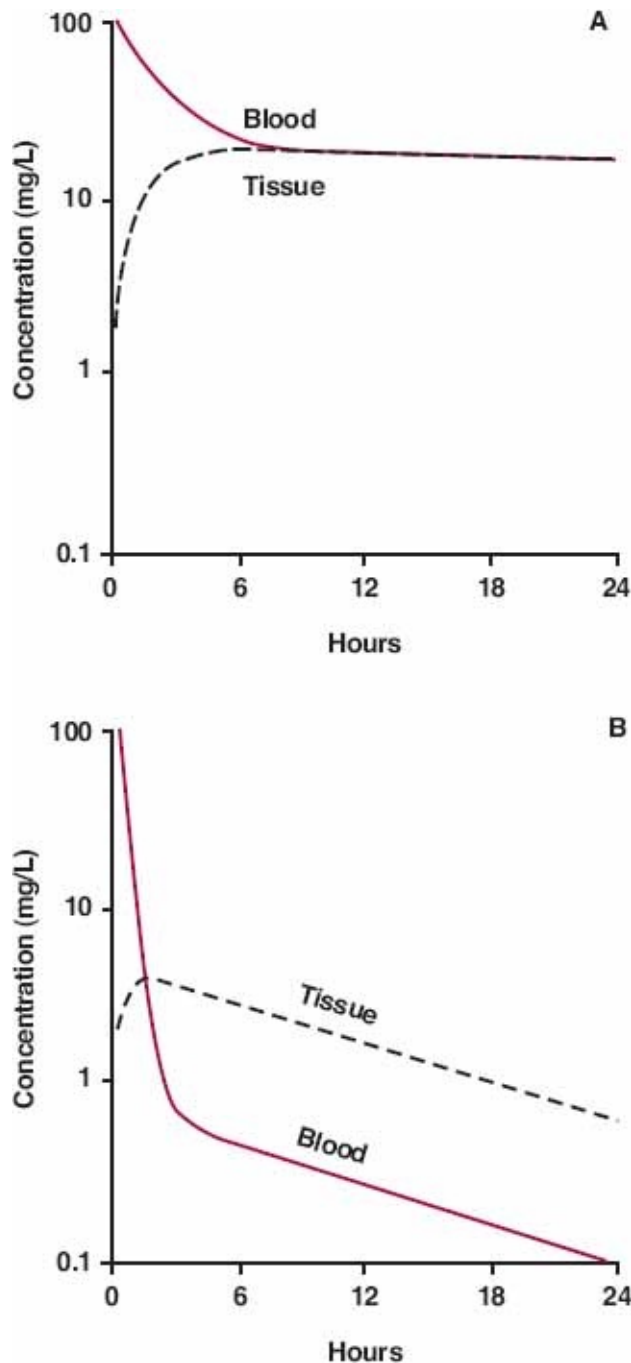 A
100
10
1
0.1
Concentration (mg/L)
Blood
Tissue
0
6
12
18
24
Hours
B
100
10
1
0.1
Concentration (mg/L)
Tissue
Blood
0
6
12
18
24
Hours